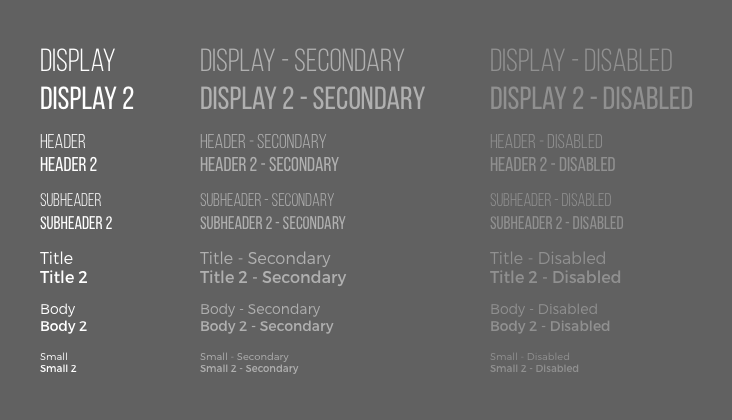 DISPLAY DISPLAY - SECONDARY DISPLAY - DISABLED
DISPLAY 2 DISPLAY 2 - SECONDARY DISPLAY 2 - DISABLED
HEADER HEADER - SECONDARY HEADER - DISABLED
HEADER 2 HEADER 2 - SECONDARY HEADER 2 - DISABLED
SUBHEADER SUBHEADER - SECONDARY SUBHEADER - DISABLED
SUBHEADER 2 SUBHEADER 2 - SECONDARY SUBHEADER 2 - DISABLED
Title Title - Secondary Title - Disabled
Title 2 Title 2 - Secondary Title 2 - Disabled
Body Body - Secondary Body - Disabled
Body 2 Body 2 - Secondary Body 2 - Disabled
Small Small - Secondary Small - Disabled
Small 2 Small 2 - Secondary Small 2 - Disabled